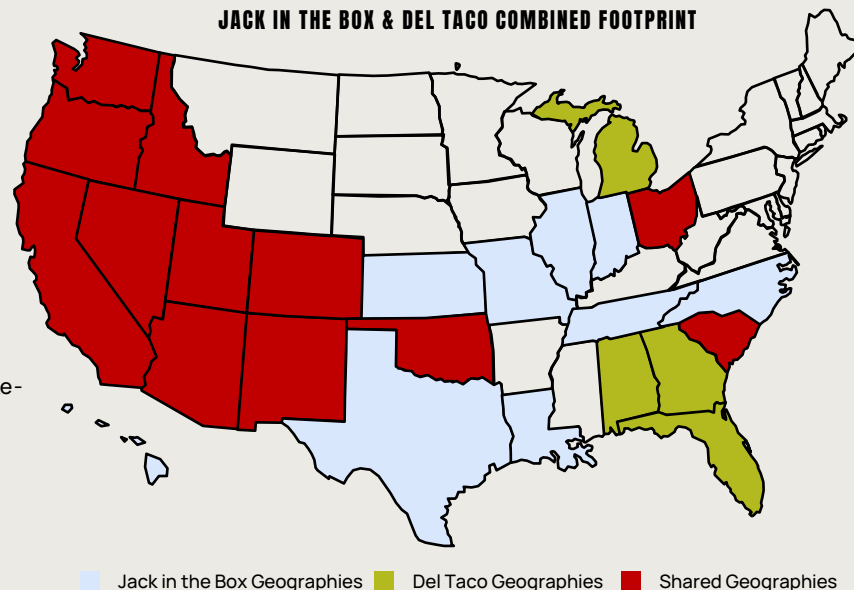 JACK IN THE BOX & DEL TACO COMBINED FOOTPRINT
e-
Jack in the Box Geographies Del Taco Geographies Shared Geographies